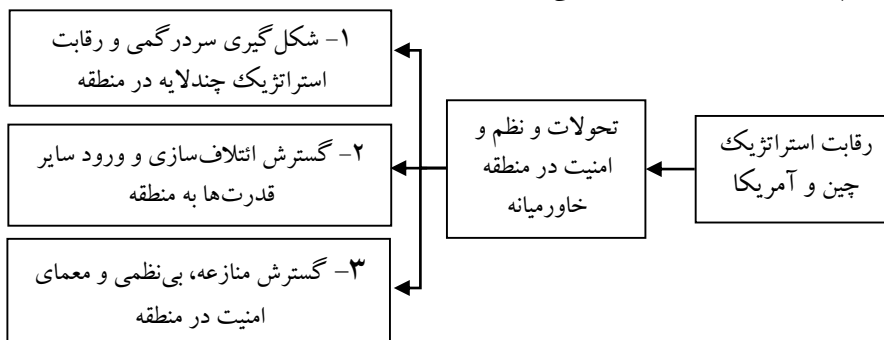 رقابت استراتژیک
چین و آمریکا
تحولات و نظم و
امنیت در منطقه
خاورمیانه
۱- شکل‌گیری سردرگمی و رقابت
استراتژیک چندلایه در منطقه
۲- گسترش ائتلاف‌سازی و ورود سایر
قدرت‌ها به منطقه
۳- گسترش منازعه، بی‌نظمی و معمای
امنیت در منطقه